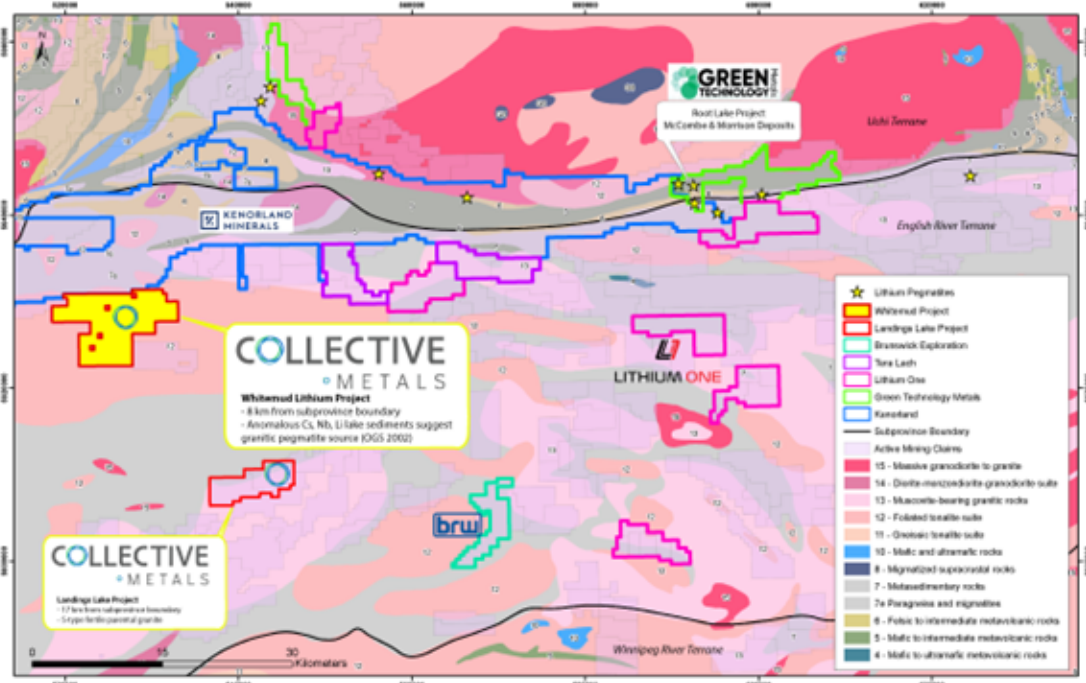 N
GREEN
TECHNOLOGY
Metals
Root Lake Project
McCombe & Morrison Deposits
Uchi Terrane
KENORLAND
MINERALS
English River Terrane
COLLECTIVE
METALS
Whitemud Lithium Project
- 8 km from subprovince boundary
- Anomalous Cs, Nb, Li lake sediments suggest
granitic pegmatite source (OGS 2002)
LITHIUM ONE
brw
COLLECTIVE
METALS
Landings Lake Project
- 17 km from subprovince boundary
- S-type fertile parental granite
Winnipeg River Terrane
0 15 30
Kilometers
Lithium Pegmatites
Whitemud Project
Landings Lake Project
Brunswick Exploration
Tera Lech
Lithium One
Green Technology Metals
Kenorland
Subprovince Boundary
Active Mining Claims
15 - Massive granodiorite to granite
14 - Diorite-monzondiorite-granodiorite suite
13 - Muscovite-bearing granitic rocks
12 - Foliated tonalite suite
11 - Gneissic tonalite suite
10 - Mafic and ultramafic rocks
8 - Migmatized supracrustal rocks
7 - Metasedimentary rocks
7e Paragneiss and migmatites
6 - Felsic to intermediate metavolcanic rocks
5 - Mafic to intermediate metavolcanic rocks
4 - Mafic to ultramafic metavolcanic rocks